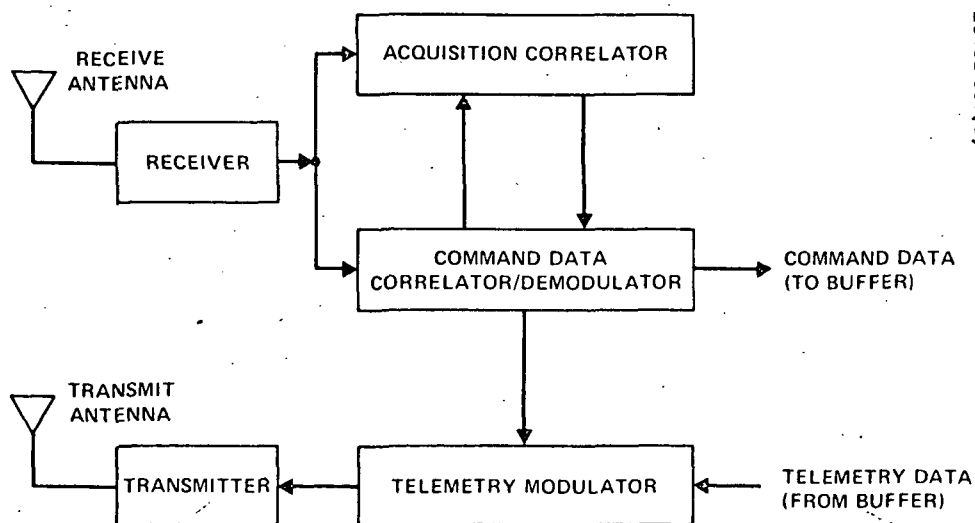 RECEIVE
ANTENNA
ACQUISITION CORRELATOR
RECEIVER
COMMAND DATA
CORRELATOR/DEMODULATOR
COMMAND DATA
(TO BUFFER)
TRANSMIT
ANTENNA
TRANSMITTER
TELEMETRY MODULATOR
TELEMETRY DATA
(FROM BUFFER)